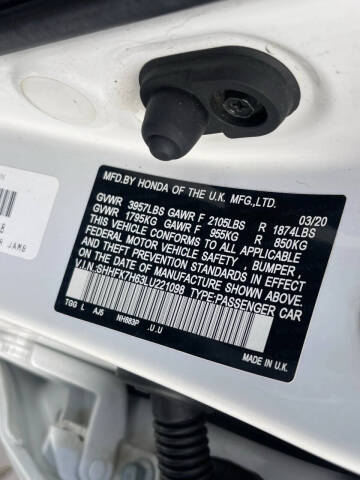 MFD.BY HONDA OF THE U.K. MFG.,LTD. 03/20
GVWR 3957LBS GAWR F 2105LBS R 1874LBS
GVWR 1795KG GAWR F 955KG R 850KG
THIS VEHICLE CONFORMS TO ALL APPLICABLE
FEDERAL MOTOR VEHICLE SAFETY, BUMPER,
AND THEFT PREVENTION STANDARDS IN EFFECT
ON THE DATE OF MANUFACTURE SHOWN ABOVE.
V.I.N.:SHHFK7H63LU221098 TYPE:PASSENGER CAR
TGG L AJ6 NH883P .U.U
MADE IN U.K.
JAMB